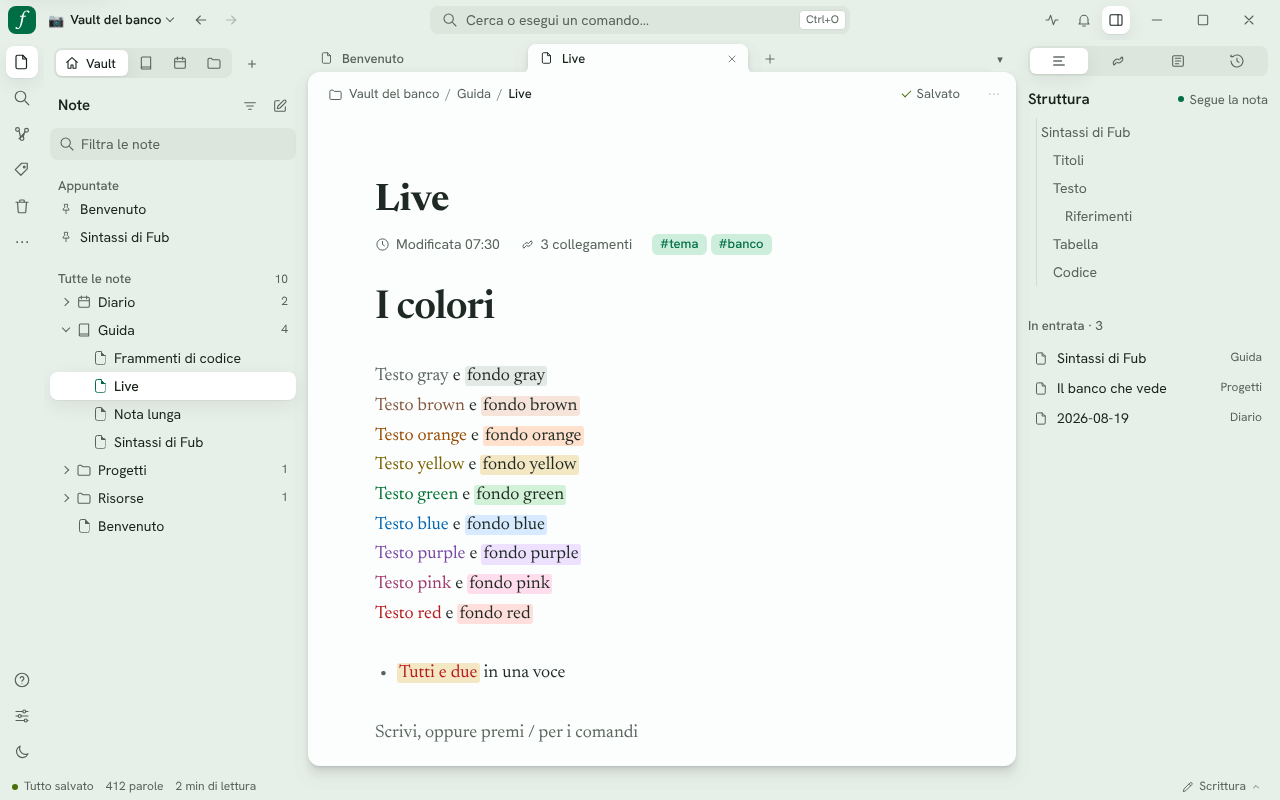 f
Vault del banco
Cerca o esegui un comando…
Ctrl+O
Vault
Benvenuto
Live
Note
Filtra le note
Appuntate
Benvenuto
Sintassi di Fub
Tutte le note 10
Diario 2
Guida 4
Frammenti di codice
Live
Nota lunga
Sintassi di Fub
Progetti 1
Risorse 1
Benvenuto
Vault del banco / Guida / Live
Salvato
Live
Modificata 07:30
3 collegamenti
#tema
#banco
I colori
Testo gray e fondo gray
Testo brown e fondo brown
Testo orange e fondo orange
Testo yellow e fondo yellow
Testo green e fondo green
Testo blue e fondo blue
Testo purple e fondo purple
Testo pink e fondo pink
Testo red e fondo red
• Tutti e due in una voce
Scrivi, oppure premi / per i comandi
Struttura
Segue la nota
Sintassi di Fub
Titoli
Testo
Riferimenti
Tabella
Codice
In entrata · 3
Sintassi di Fub Guida
Il banco che vede Progetti
2026-08-19 Diario
Tutto salvato
412 parole
2 min di lettura
Scrittura